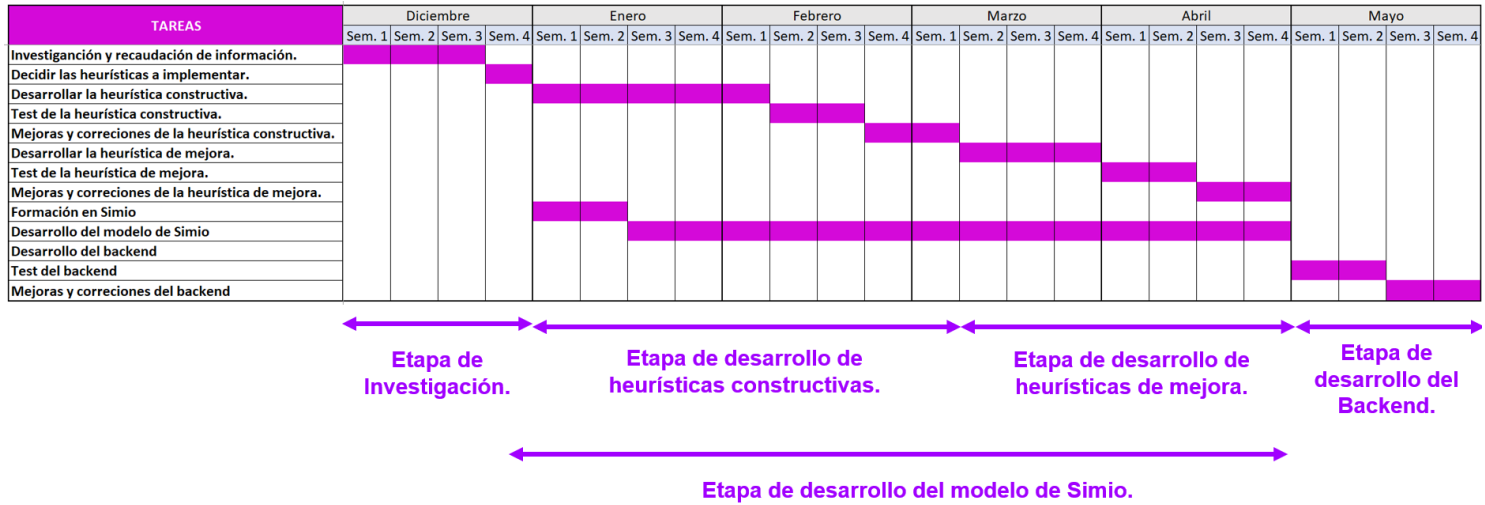 TAREAS
Diciembre Enero Febrero Marzo Abril Mayo
Sem. 1 Sem. 2 Sem. 3 Sem. 4 Sem. 1 Sem. 2 Sem. 3 Sem. 4 Sem. 1 Sem. 2 Sem. 3 Sem. 4 Sem. 1 Sem. 2 Sem. 3 Sem. 4 Sem. 1 Sem. 2 Sem. 3 Sem. 4 Sem. 1 Sem. 2 Sem. 3 Sem. 4
Investiganción y recaudación de información.
Decidir las heurísticas a implementar.
Desarrollar la heurística constructiva.
Test de la heurística constructiva.
Mejoras y correciones de la heurística constructiva.
Desarrollar la heurística de mejora.
Test de la heurística de mejora.
Mejoras y correciones de la heurística de mejora.
Formación en Simio
Desarrollo del modelo de Simio
Desarrollo del backend
Test del backend
Mejoras y correciones del backend
Etapa de
Investigación.
Etapa de desarrollo de
heurísticas constructivas.
Etapa de desarrollo de
heurísticas de mejora.
Etapa de
desarrollo del
Backend.
Etapa de desarrollo del modelo de Simio.